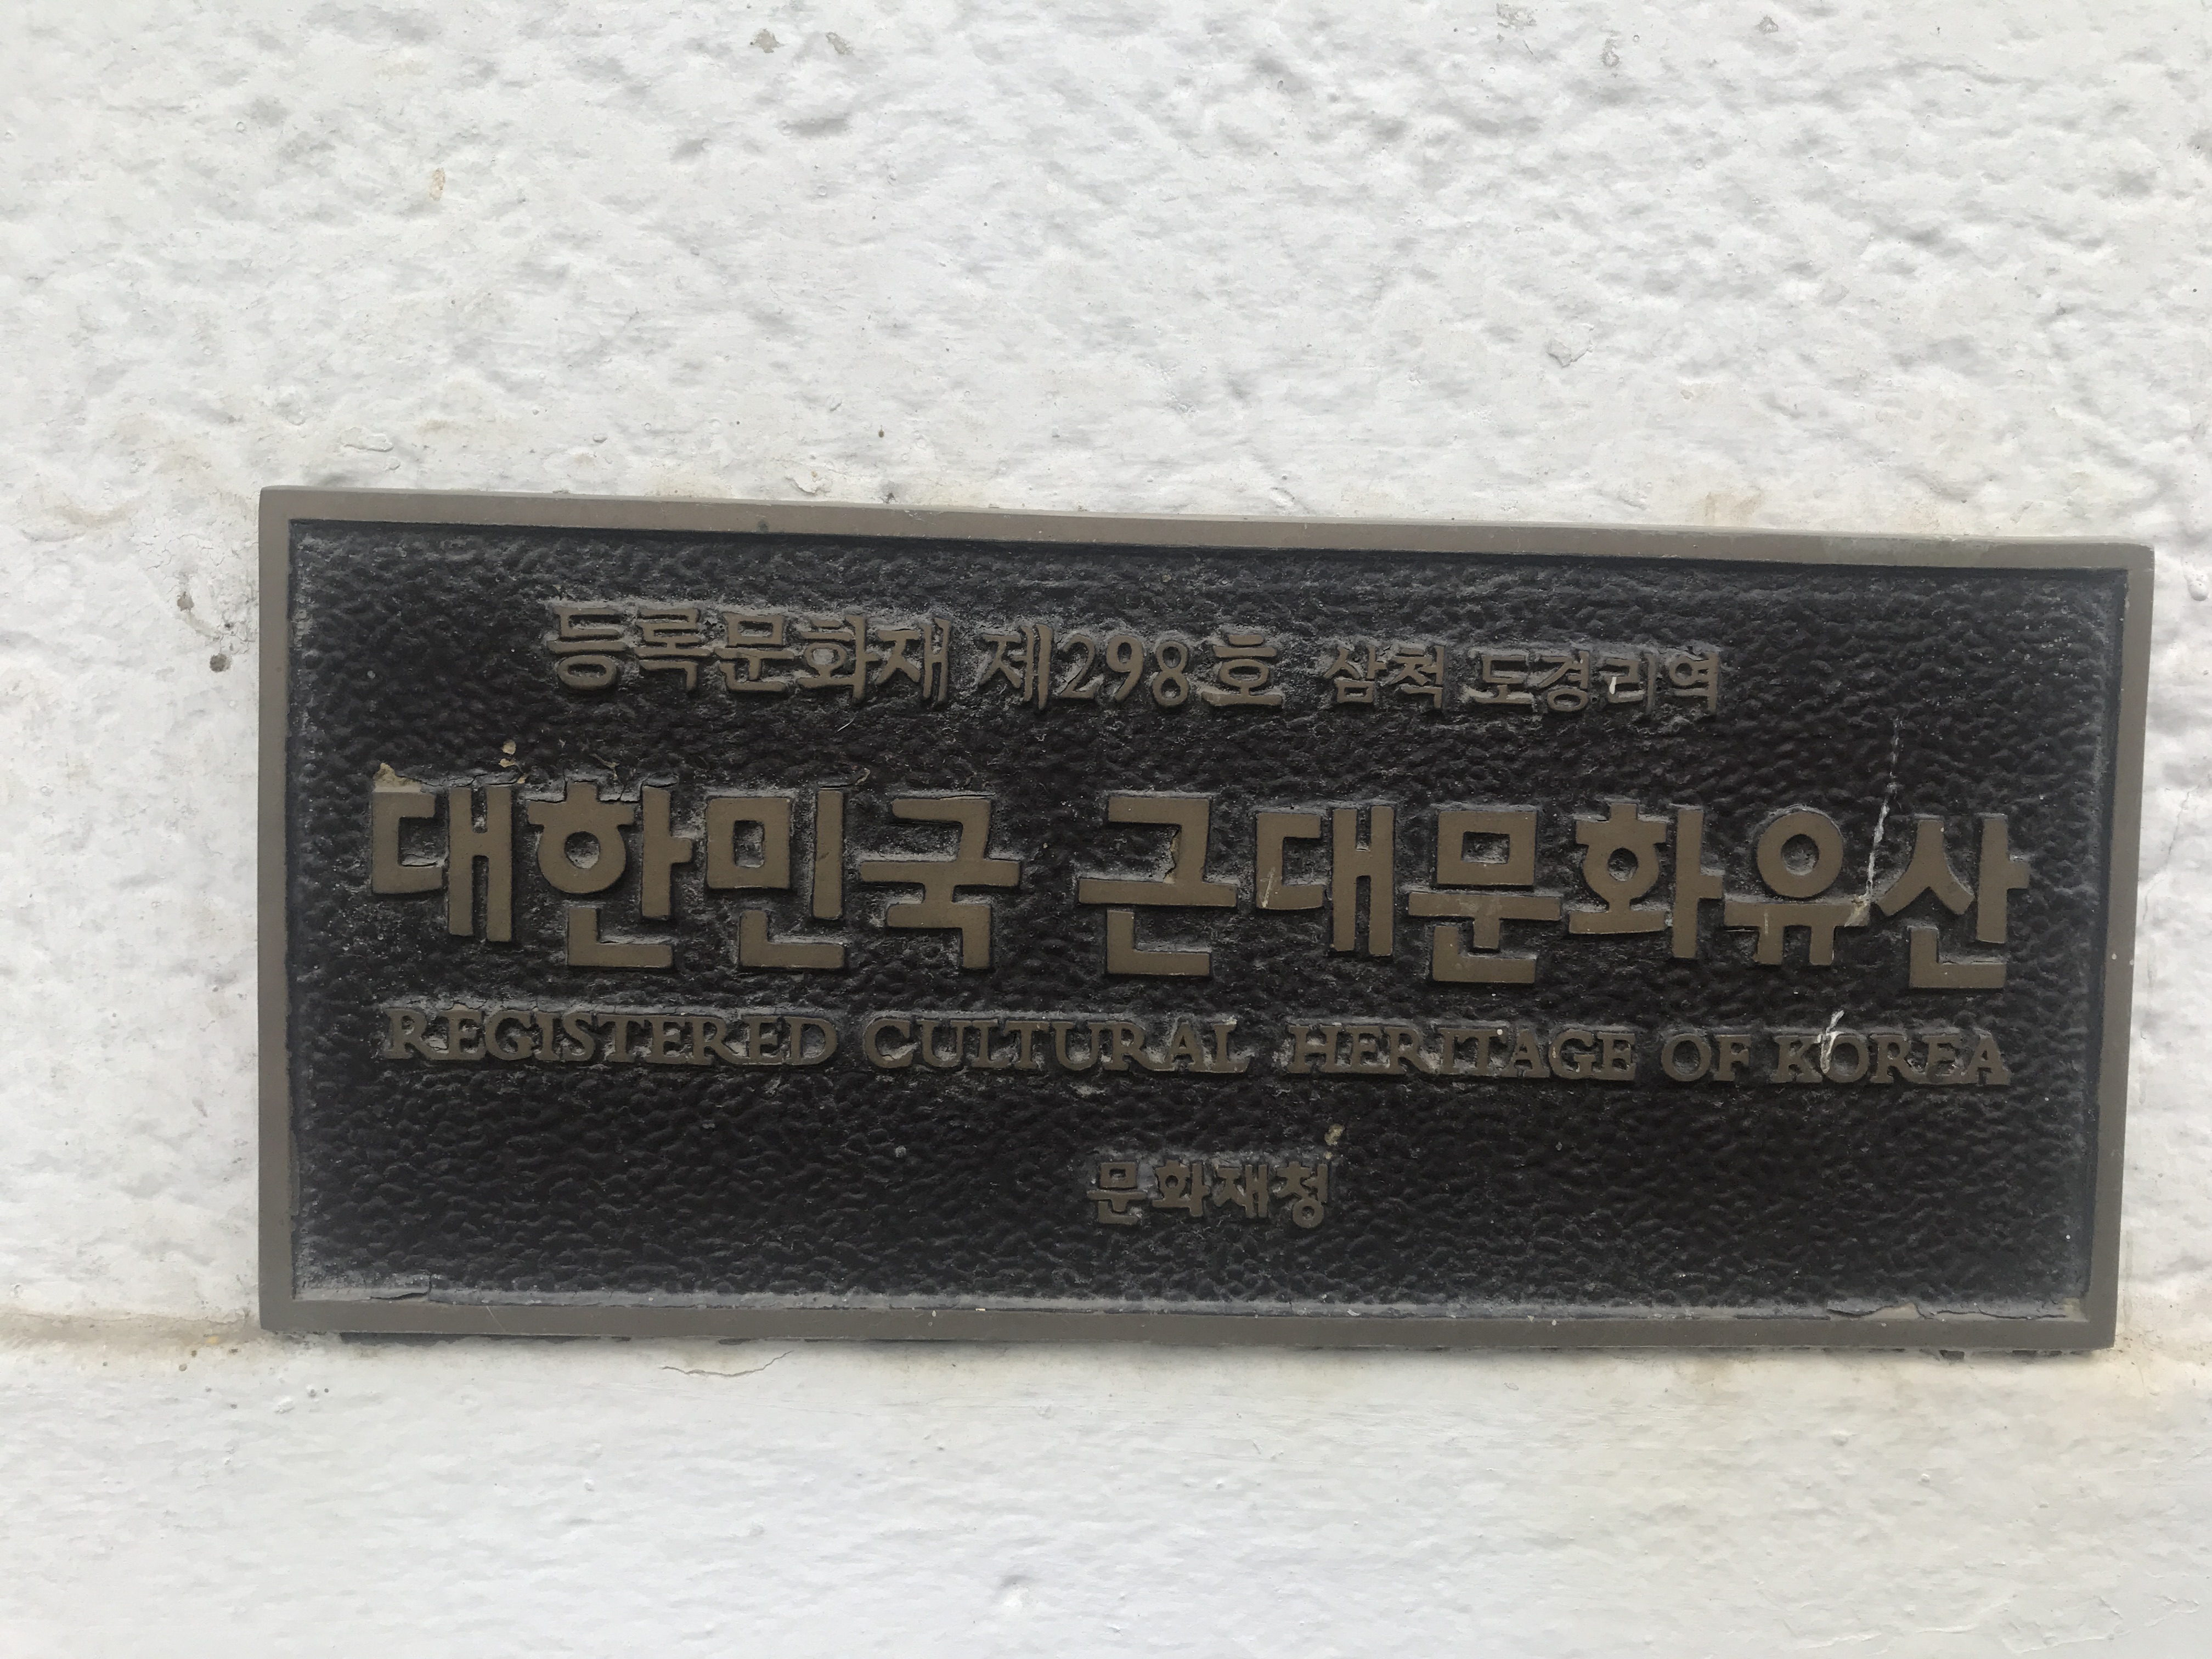 등록문화재 제298호 삼척 도경리역
대한민국 근대문화유산
REGISTERED CULTURAL HERITAGE OF KOREA
문화재청